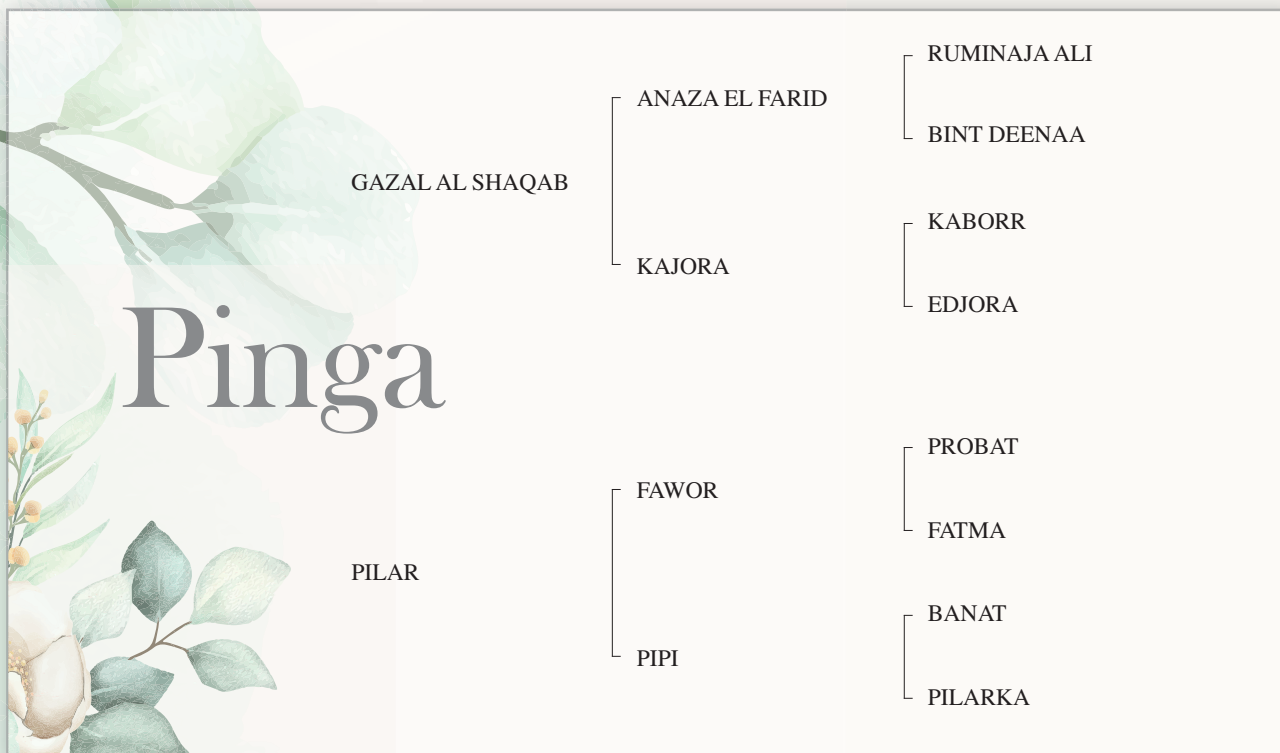 RUMINAJA ALI
ANAZA EL FARID
BINT DEENAA
GAZAL AL SHAQAB
KABORR
KAJORA
EDJORA
Pinga
PROBAT
FAWOR
FATMA
PILAR
BANAT
PIPI
PILARKA